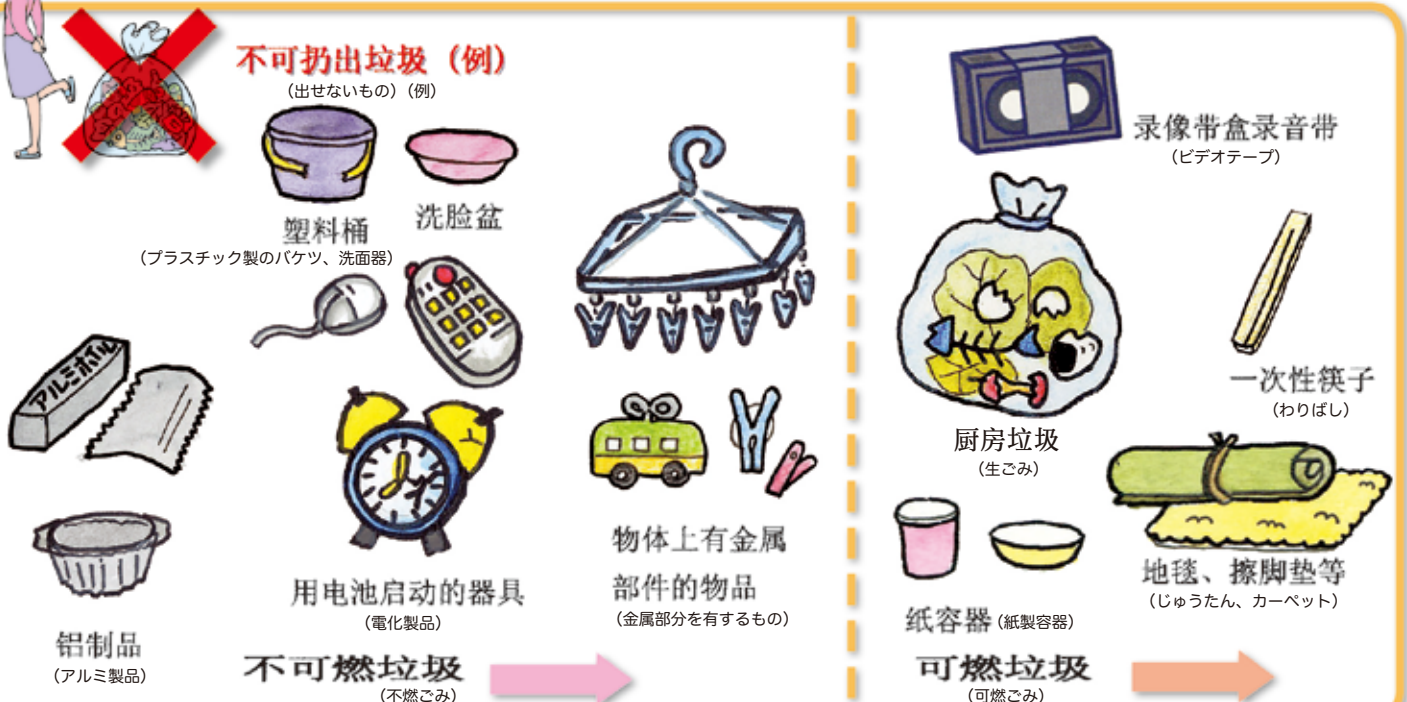 不可扔出垃圾（例）
（出せないもの）（例）
塑料桶
洗脸盆
（プラスチック製のバケツ、洗面器）
アルミホイル
铝制品
（アルミ製品）
用电池启动的器具
（電化製品）
物体上有金属
部件的物品
（金属部分を有するもの）
不可燃垃圾
（不燃ごみ）
录像带盒录音带
（ビデオテープ）
厨房垃圾
（生ごみ）
一次性筷子
（わりばし）
纸容器（紙製容器）
地毯、擦脚垫等
（じゅうたん、カーペット）
可燃垃圾
（可燃ごみ）